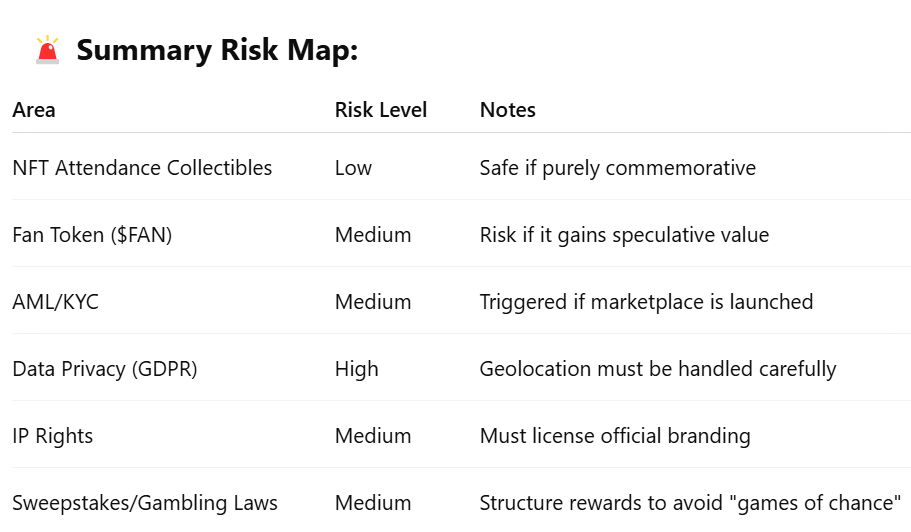 🚨 Summary Risk Map:
Area Risk Level Notes
NFT Attendance Collectibles Low Safe if purely commemorative
Fan Token ($FAN) Medium Risk if it gains speculative value
AML/KYC Medium Triggered if marketplace is launched
Data Privacy (GDPR) High Geolocation must be handled carefully
IP Rights Medium Must license official branding
Sweepstakes/Gambling Laws Medium Structure rewards to avoid "games of chance"